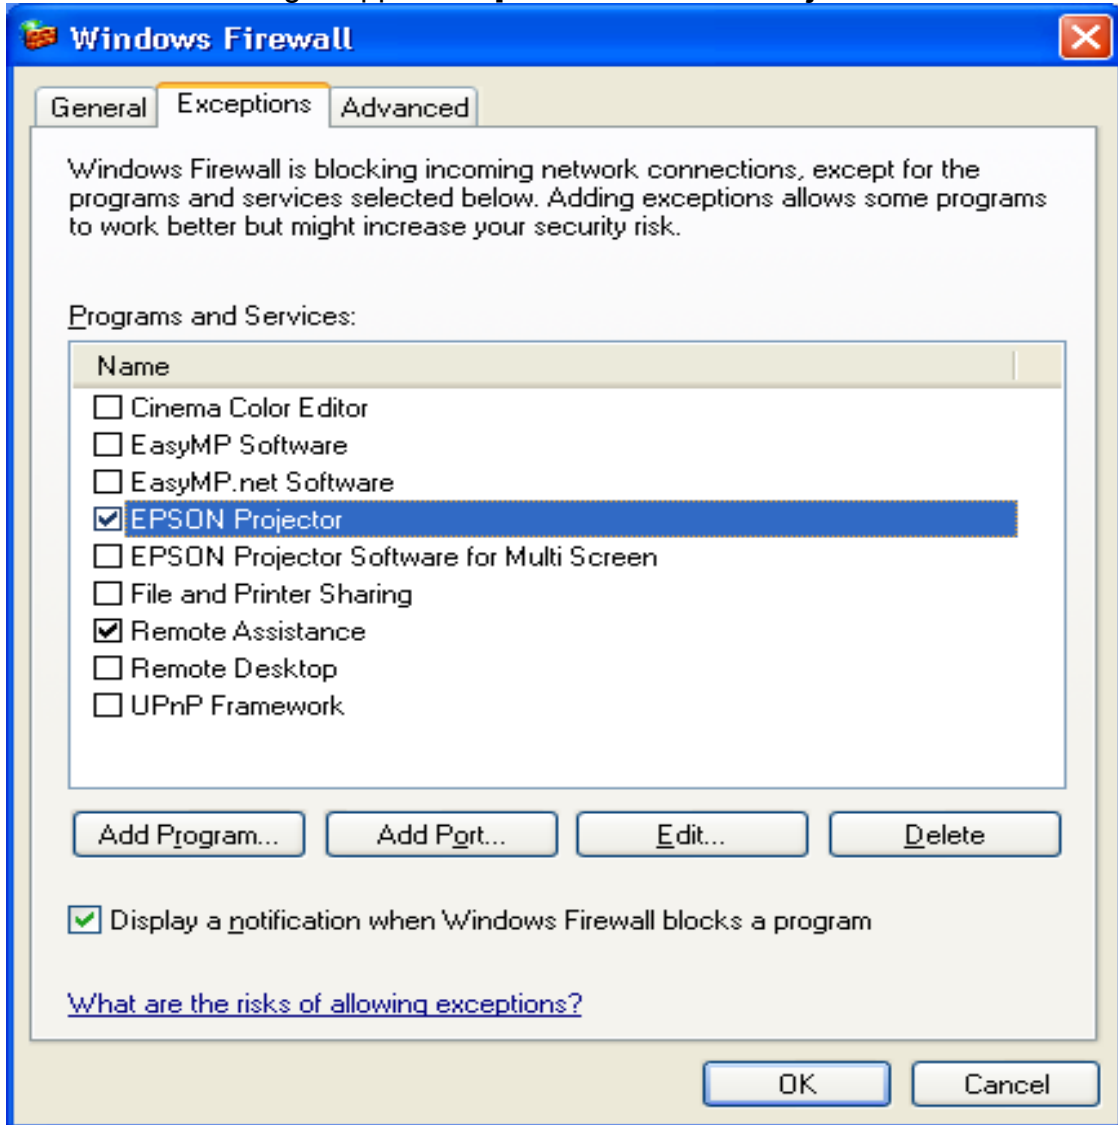 Windows Firewall
General Exceptions Advanced
Windows Firewall is blocking incoming network connections, except for the
programs and services selected below. Adding exceptions allows some programs
to work better but might increase your security risk.
Programs and Services:
Name
Cinema Color Editor
EasyMP Software
EasyMP.net Software
EPSON Projector
EPSON Projector Software for Multi Screen
File and Printer Sharing
Remote Assistance
Remote Desktop
UPnP Framework
Add Program... Add Port... Edit... Delete
Display a notification when Windows Firewall blocks a program
What are the risks of allowing exceptions?
OK Cancel